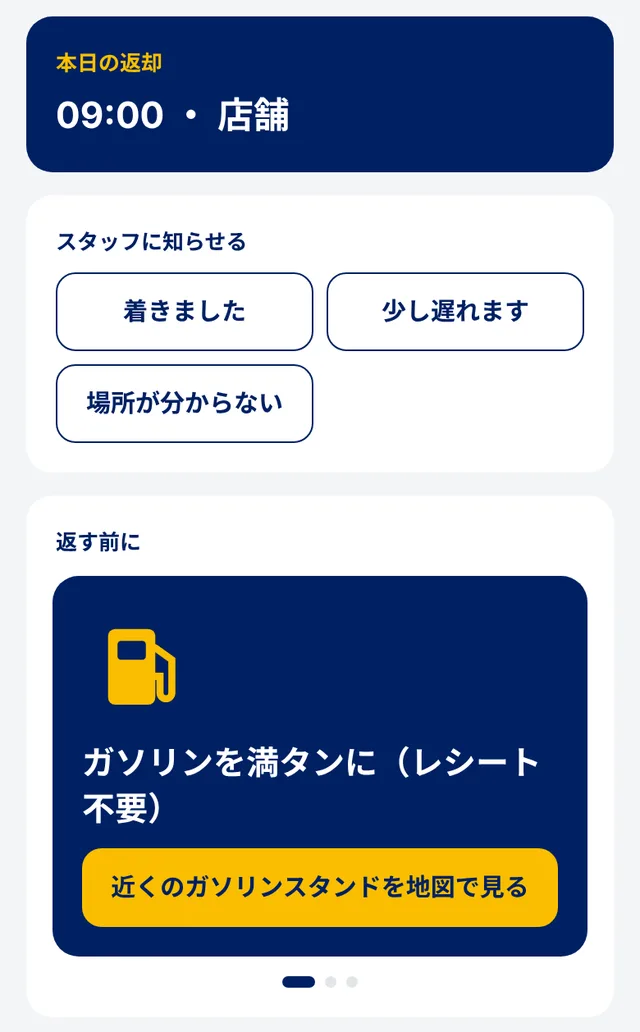 本日の返却
09:00 ・ 店舗
スタッフに知らせる
着きました
少し遅れます
場所が分からない
返す前に
ガソリンを満タンに（レシート
不要）
近くのガソリンスタンドを地図で見る